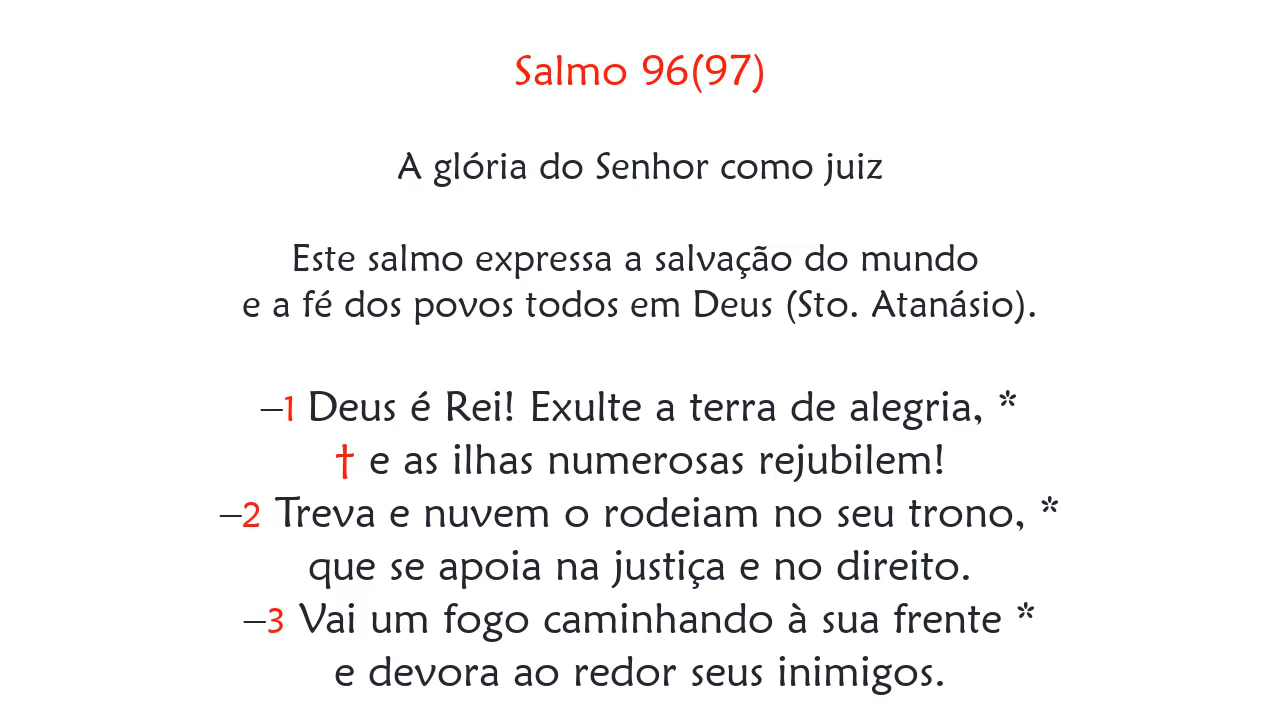 Salmo 96(97)
A glória do Senhor como juiz
Este salmo expressa a salvação do mundo
e a fé dos povos todos em Deus (Sto. Atanásio).
–1 Deus é Rei! Exulte a terra de alegria, *
† e as ilhas numerosas rejubilem!
–2 Treva e nuvem o rodeiam no seu trono, *
que se apoia na justiça e no direito.
–3 Vai um fogo caminhando à sua frente *
e devora ao redor seus inimigos.